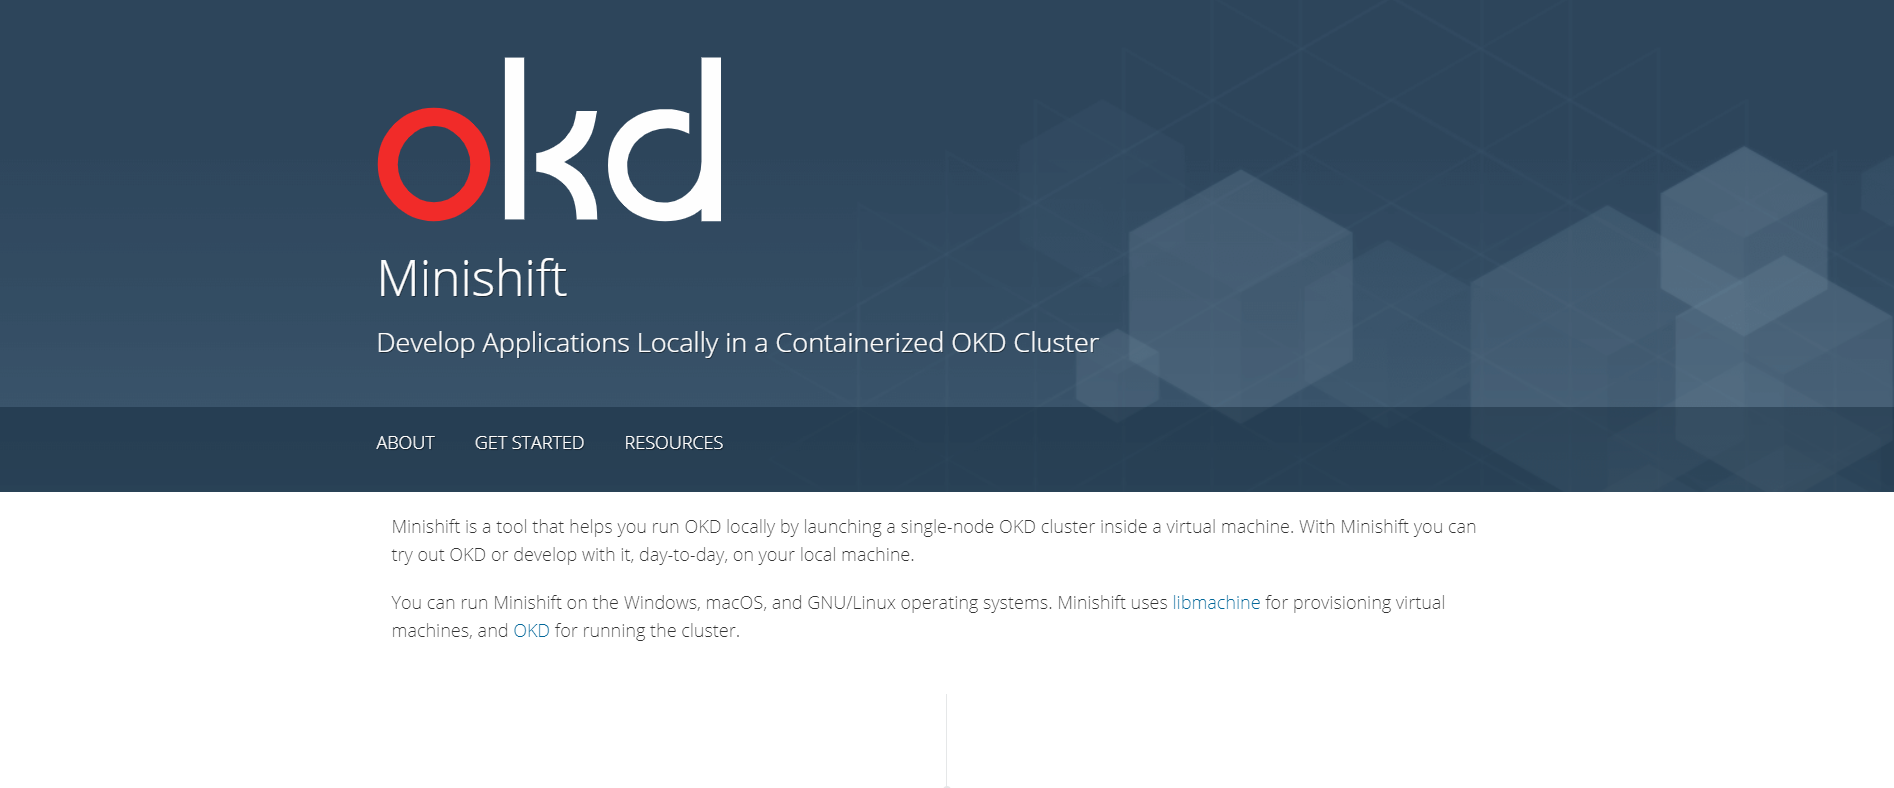 okd
Minishift
Develop Applications Locally in a Containerized OKD Cluster
ABOUT GET STARTED RESOURCES
Minishift is a tool that helps you run OKD locally by launching a single-node OKD cluster inside a virtual machine. With Minishift you can
try out OKD or develop with it, day-to-day, on your local machine.
You can run Minishift on the Windows, macOS, and GNU/Linux operating systems. Minishift uses libmachine for provisioning virtual
machines, and OKD for running the cluster.